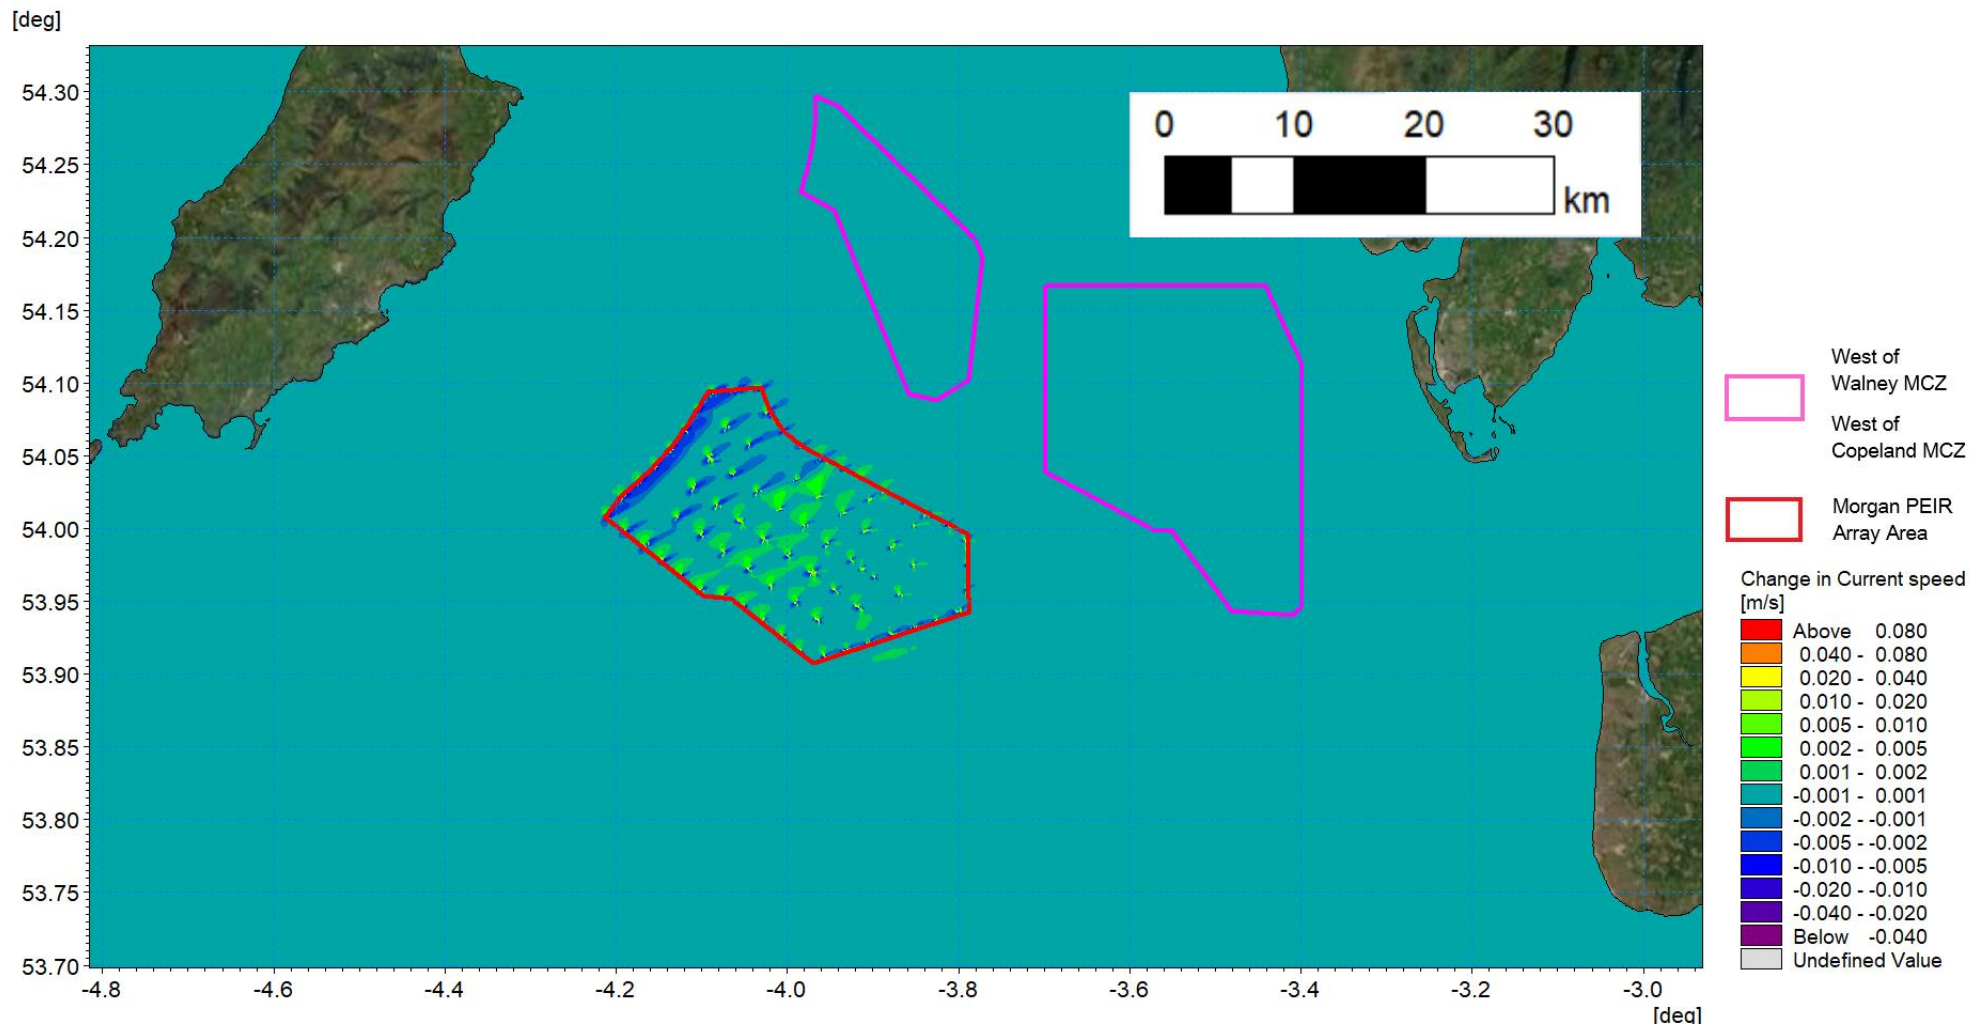 [deg]
54.30
54.25
54.20
54.15
54.10
54.05
54.00
53.95
53.90
53.85
53.80
53.75
53.70
-4.8 -4.6 -4.4 -4.2 -4.0 -3.8 -3.6 -3.4 -3.2 -3.0
[deg]
0 10 20 30
km
West of
Walney MCZ
West of
Copeland MCZ
Morgan PEIR
Array Area
Change in Current speed
[m/s]
Above 0.080
0.040 - 0.080
0.020 - 0.040
0.010 - 0.020
0.005 - 0.010
0.002 - 0.005
0.001 - 0.002
-0.001 - 0.001
-0.002 - -0.001
-0.005 - -0.002
-0.010 - -0.005
-0.020 - -0.010
-0.040 - -0.020
Below -0.040
Undefined Value